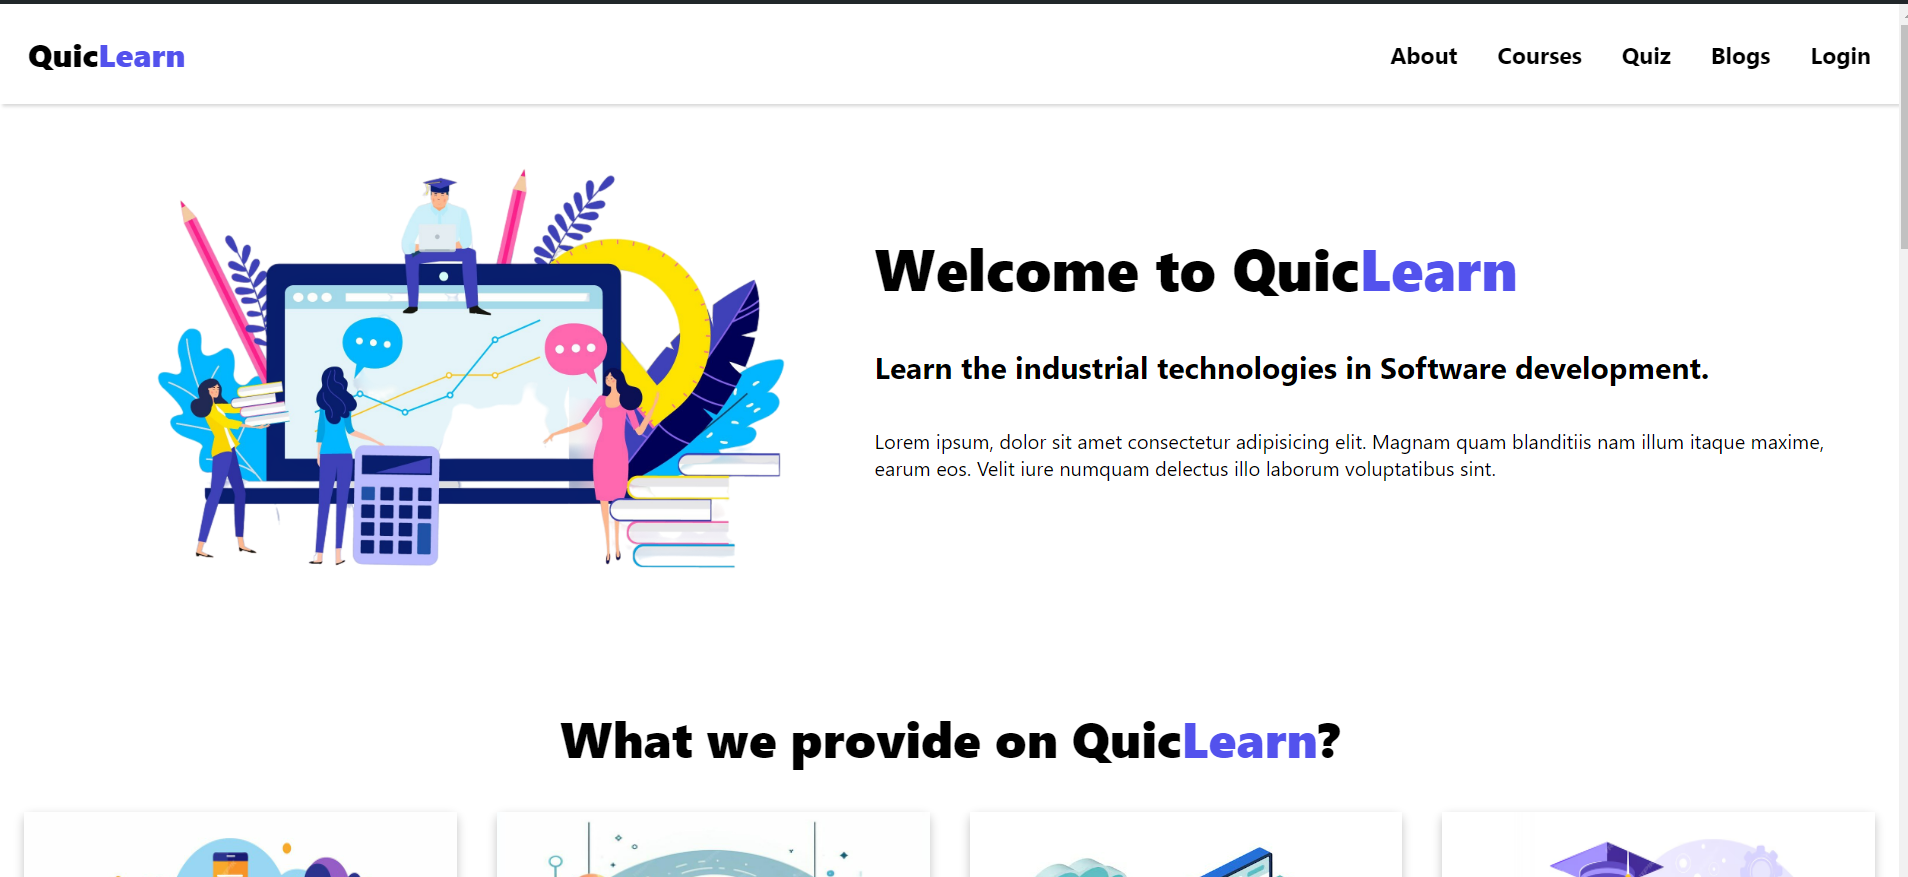 QuicLearn
About Courses Quiz Blogs Login
Welcome to QuicLearn
Learn the industrial technologies in Software development.
Lorem ipsum, dolor sit amet consectetur adipisicing elit. Magnam quam blanditiis nam illum itaque maxime,
earum eos. Velit iure numquam delectus illo laborum voluptatibus sint.
What we provide on QuicLearn?